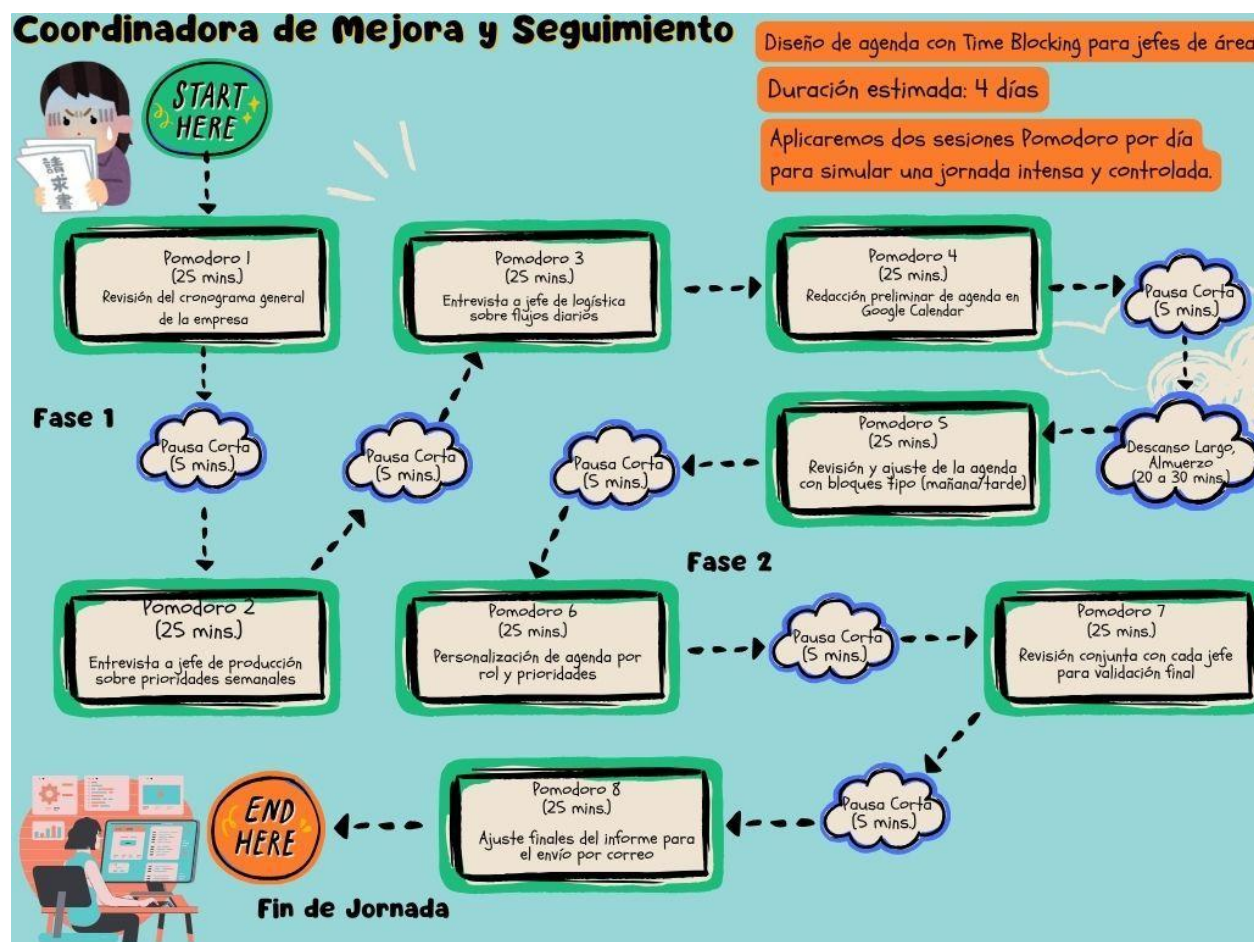 Coordinadora de Mejora y Seguimiento
Diseño de agenda con Time Blocking para jefes de área
Duración estimada: 4 días
Aplicaremos dos sesiones Pomodoro por día
para simular una jornada intensa y controlada.
START
HERE
請求書
Pomodoro 1
(25 mins.)
Revisión del cronograma general
de la empresa
Pomodoro 3
(25 mins.)
Entrevista a jefe de logística
sobre flujos diarios
Pomodoro 4
(25 mins.)
Redacción preliminar de agenda en
Google Calendar
Pausa Corta
(5 mins.)
Fase 1
Pausa Corta
(5 mins.)
Pausa Corta
(5 mins.)
Pausa Corta
(5 mins.)
Pomodoro 5
(25 mins.)
Revisión y ajuste de la agenda
con bloques tipo (mañana/tarde)
Descanso Largo,
Almuerzo
(20 a 30 mins.)
Fase 2
Pomodoro 2
(25 mins.)
Entrevista a jefe de producción
sobre prioridades semanales
Pomodoro 6
(25 mins.)
Personalización de agenda por
rol y prioridades
Pausa Corta
(5 mins.)
Pomodoro 7
(25 mins.)
Revisión conjunta con cada jefe
para validación final
Pausa Corta
(5 mins.)
Pomodoro 8
(25 mins.)
Ajuste finales del informe para
el envío por correo
END
HERE
Fin de Jornada